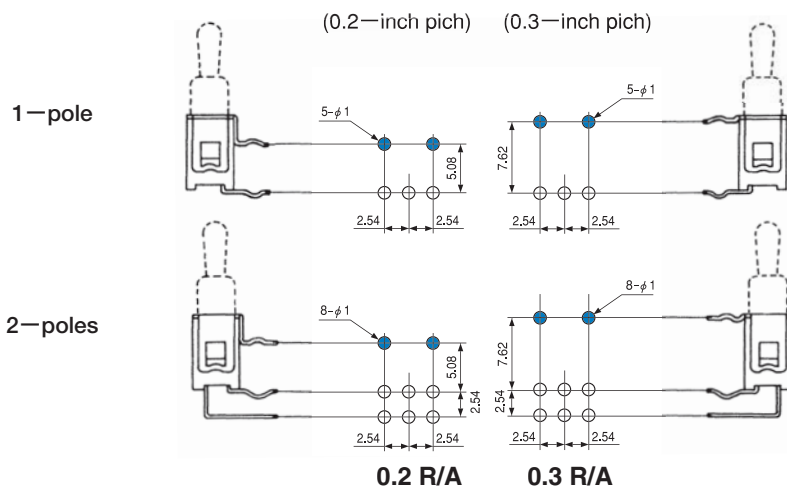 (0.2—inch pich) (0.3—inch pich)
1—pole
5-φ1
5.08
2.54 2.54
5-φ1
7.62
2.54 2.54
2—poles
8-φ1
5.08
2.54
2.54 2.54
8-φ1
7.62
2.54
2.54 2.54
0.2 R/A 0.3 R/A